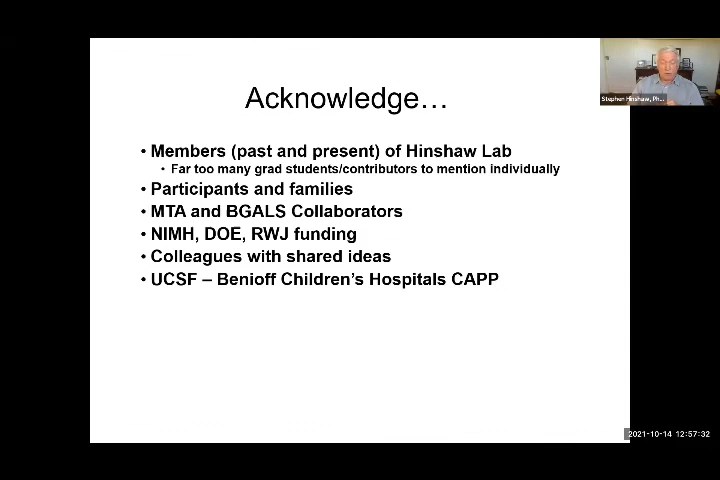 Acknowledge…
Stephen Hinshaw, Ph...
• Members (past and present) of Hinshaw Lab
• Far too many grad students/contributors to mention individually
• Participants and families
• MTA and BGALS Collaborators
• NIMH, DOE, RWJ funding
• Colleagues with shared ideas
• UCSF – Benioff Children’s Hospitals CAPP
2021-10-14 12:57:32